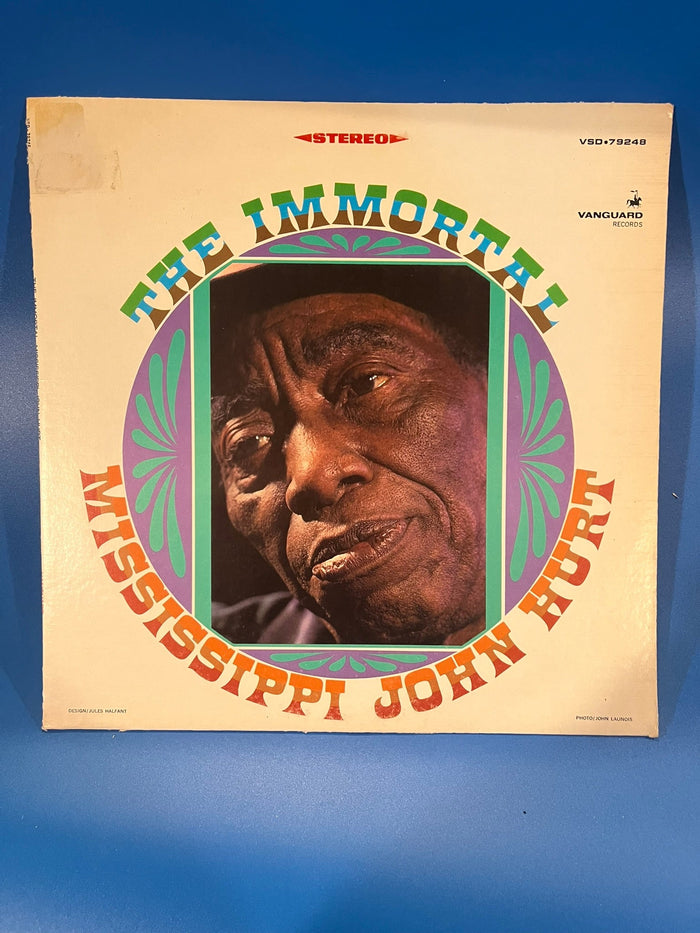 STEREO
VSD•79248
VANGUARD
RECORDS
THE IMMORTAL
MISSISSIPPI JOHN HURT
DESIGN/JULES HALFANT
PHOTO/JOHN LAUNOIS